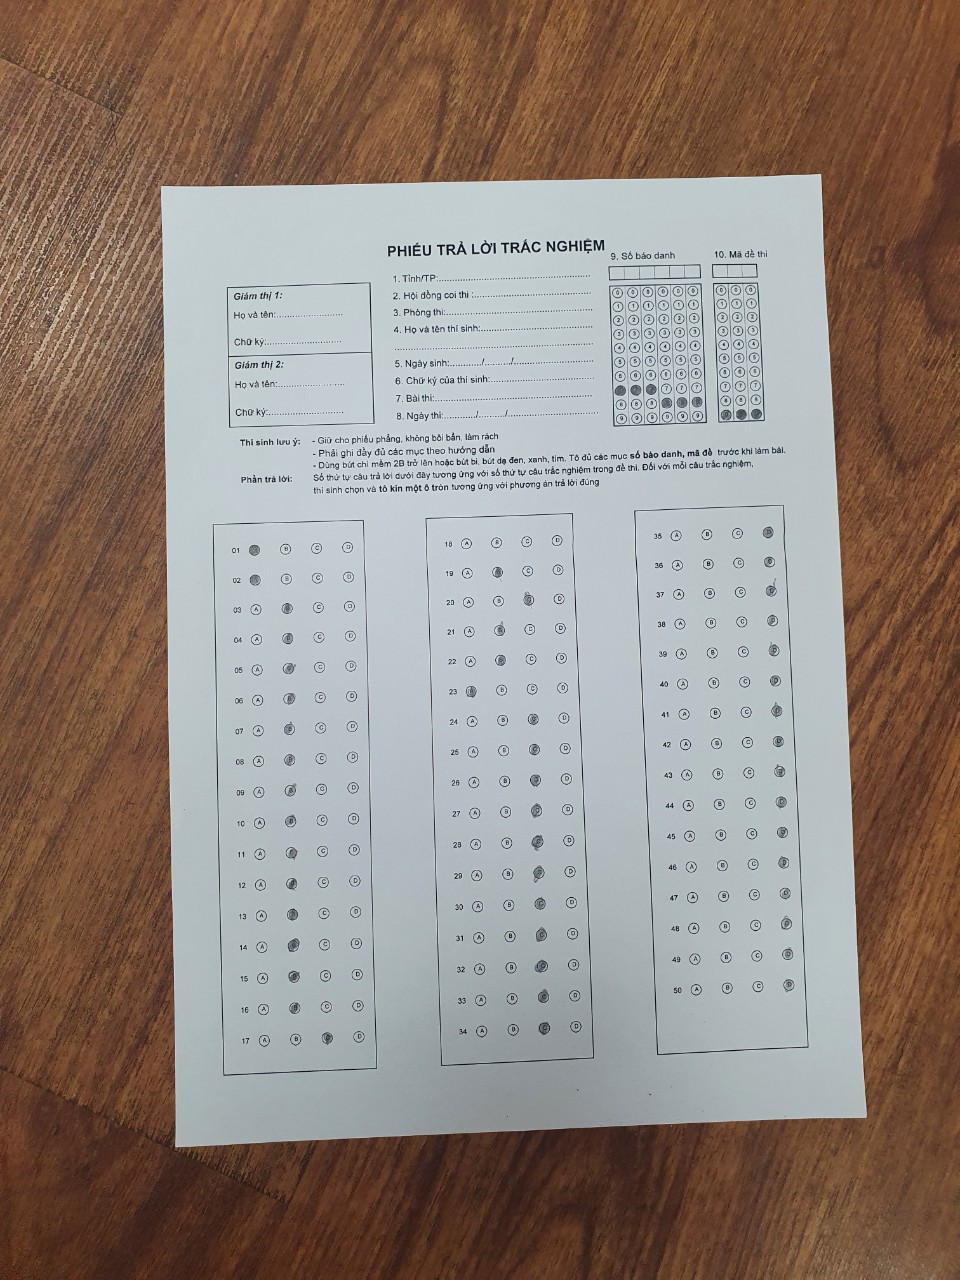 PHIẾU TRẢ LỜI TRẮC NGHIỆM
9. Số báo danh
10. Mã đề thi
Giám thị 1:
Họ và tên:
Chữ ký:
Giám thị 2:
Họ và tên:
Chữ ký:
1. Tỉnh/TP:
2. Hội đồng coi thi :
3. Phòng thi:
4. Họ và tên thí sinh:
5. Ngày sinh:........../........./
6. Chữ ký của thí sinh:
7. Bài thi:
8. Ngày thi:........../........./
0 0 0 0 0 0 0 0 0
1 1 1 1 1 1 1 1 1
2 2 2 2 2 2 2 2 2
3 3 3 3 3 3 3 3 3
4 4 4 4 4 4 4 4 4
5 5 5 5 5 5 5 5 5
6 6 6 6 6 6 6 6 6
7 7 7 7 7 7
8 8 8 8 8 8
9 9 9 9 9 9
Thí sinh lưu ý: - Giữ cho phiếu phẳng, không bôi bẩn, làm rách
- Phải ghi đầy đủ các mục theo hướng dẫn
- Dùng bút chì mềm 2B trở lên hoặc bút bi, bút dạ đen, xanh, tím. Tô đủ các mục số báo danh, mã đề trước khi làm bài.
Phần trả lời: Số thứ tự câu trả lời dưới đây tương ứng với số thứ tự câu trắc nghiệm trong đề thi. Đối với mỗi câu trắc nghiệm,
thí sinh chọn và tô kín một ô tròn tương ứng với phương án trả lời đúng
01 B C D
02 B C D
03 A C D
04 A C D
05 A C D
06 A C D
07 A C D
08 A C D
09 A C D
10 A C D
11 A C D
12 A C D
13 A C D
14 A C D
15 A C D
16 A C D
17 A B D
18 A B C D
19 A C D
20 A B D
21 A C D
22 A C D
23 B C D
24 A B D
25 A B D
26 A B D
27 A B D
28 A B D
29 A B D
30 A B D
31 A B D
32 A B D
33 A B D
34 A B D
35 A B C
36 A B C
37 A B C
38 A B C
39 A B C
40 A B C
41 A B C
42 A B C
43 A B C
44 A B C
45 A B C
46 A B C
47 A B C
48 A B C
49 A B C
50 A B C